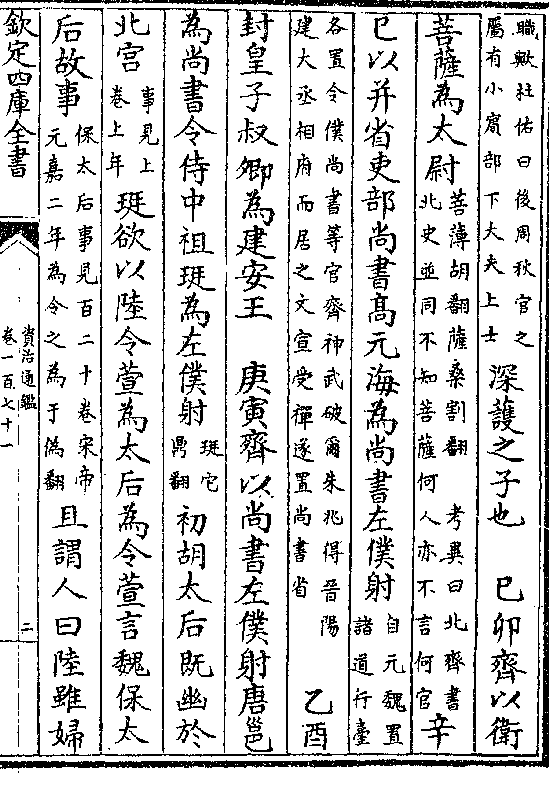 職歟杜佑曰後周秋官之
屬有小賔部下大夫上士
深䕶之子也　己卯齊以衛
菩薩為太尉
菩薄胡翻薩桑割翻　考異曰北齊書
北史並同不知菩薩何人亦不言何官
辛
巳以并省吏部尚書髙元海為尚書左僕射
自元魏置諸道行臺
各置令僕尚書等官齊神武破爾朱兆得晉陽
建大丞相府而居之文宣受禪遂置尚書省
乙酉
封皇子叔卿為建安王　庚寅齊以尚書左僕射唐邕
為尚書令侍中祖珽為左僕射
珽它鼎翻
初胡太后既幽於
北宫
事見上卷上年
珽欲以陸令萱為太后為令萱言魏保太
后故事
保太后事見百二十卷宋帝
元嘉二年為令之為于偽翻
且謂人曰陸雖婦
欽定四庫全書
資治通鑑
卷一百七十一
二